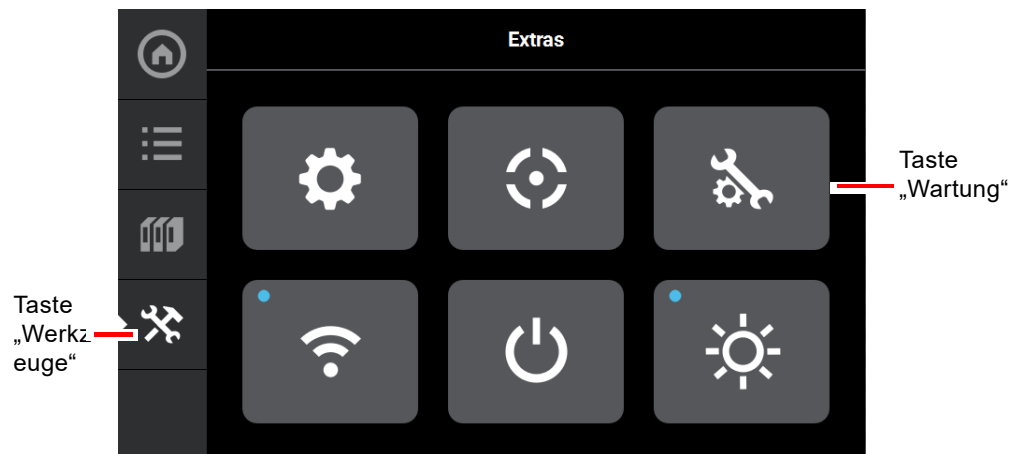 Extras
Taste
„Wartung“
Taste
„Werkz
euge“